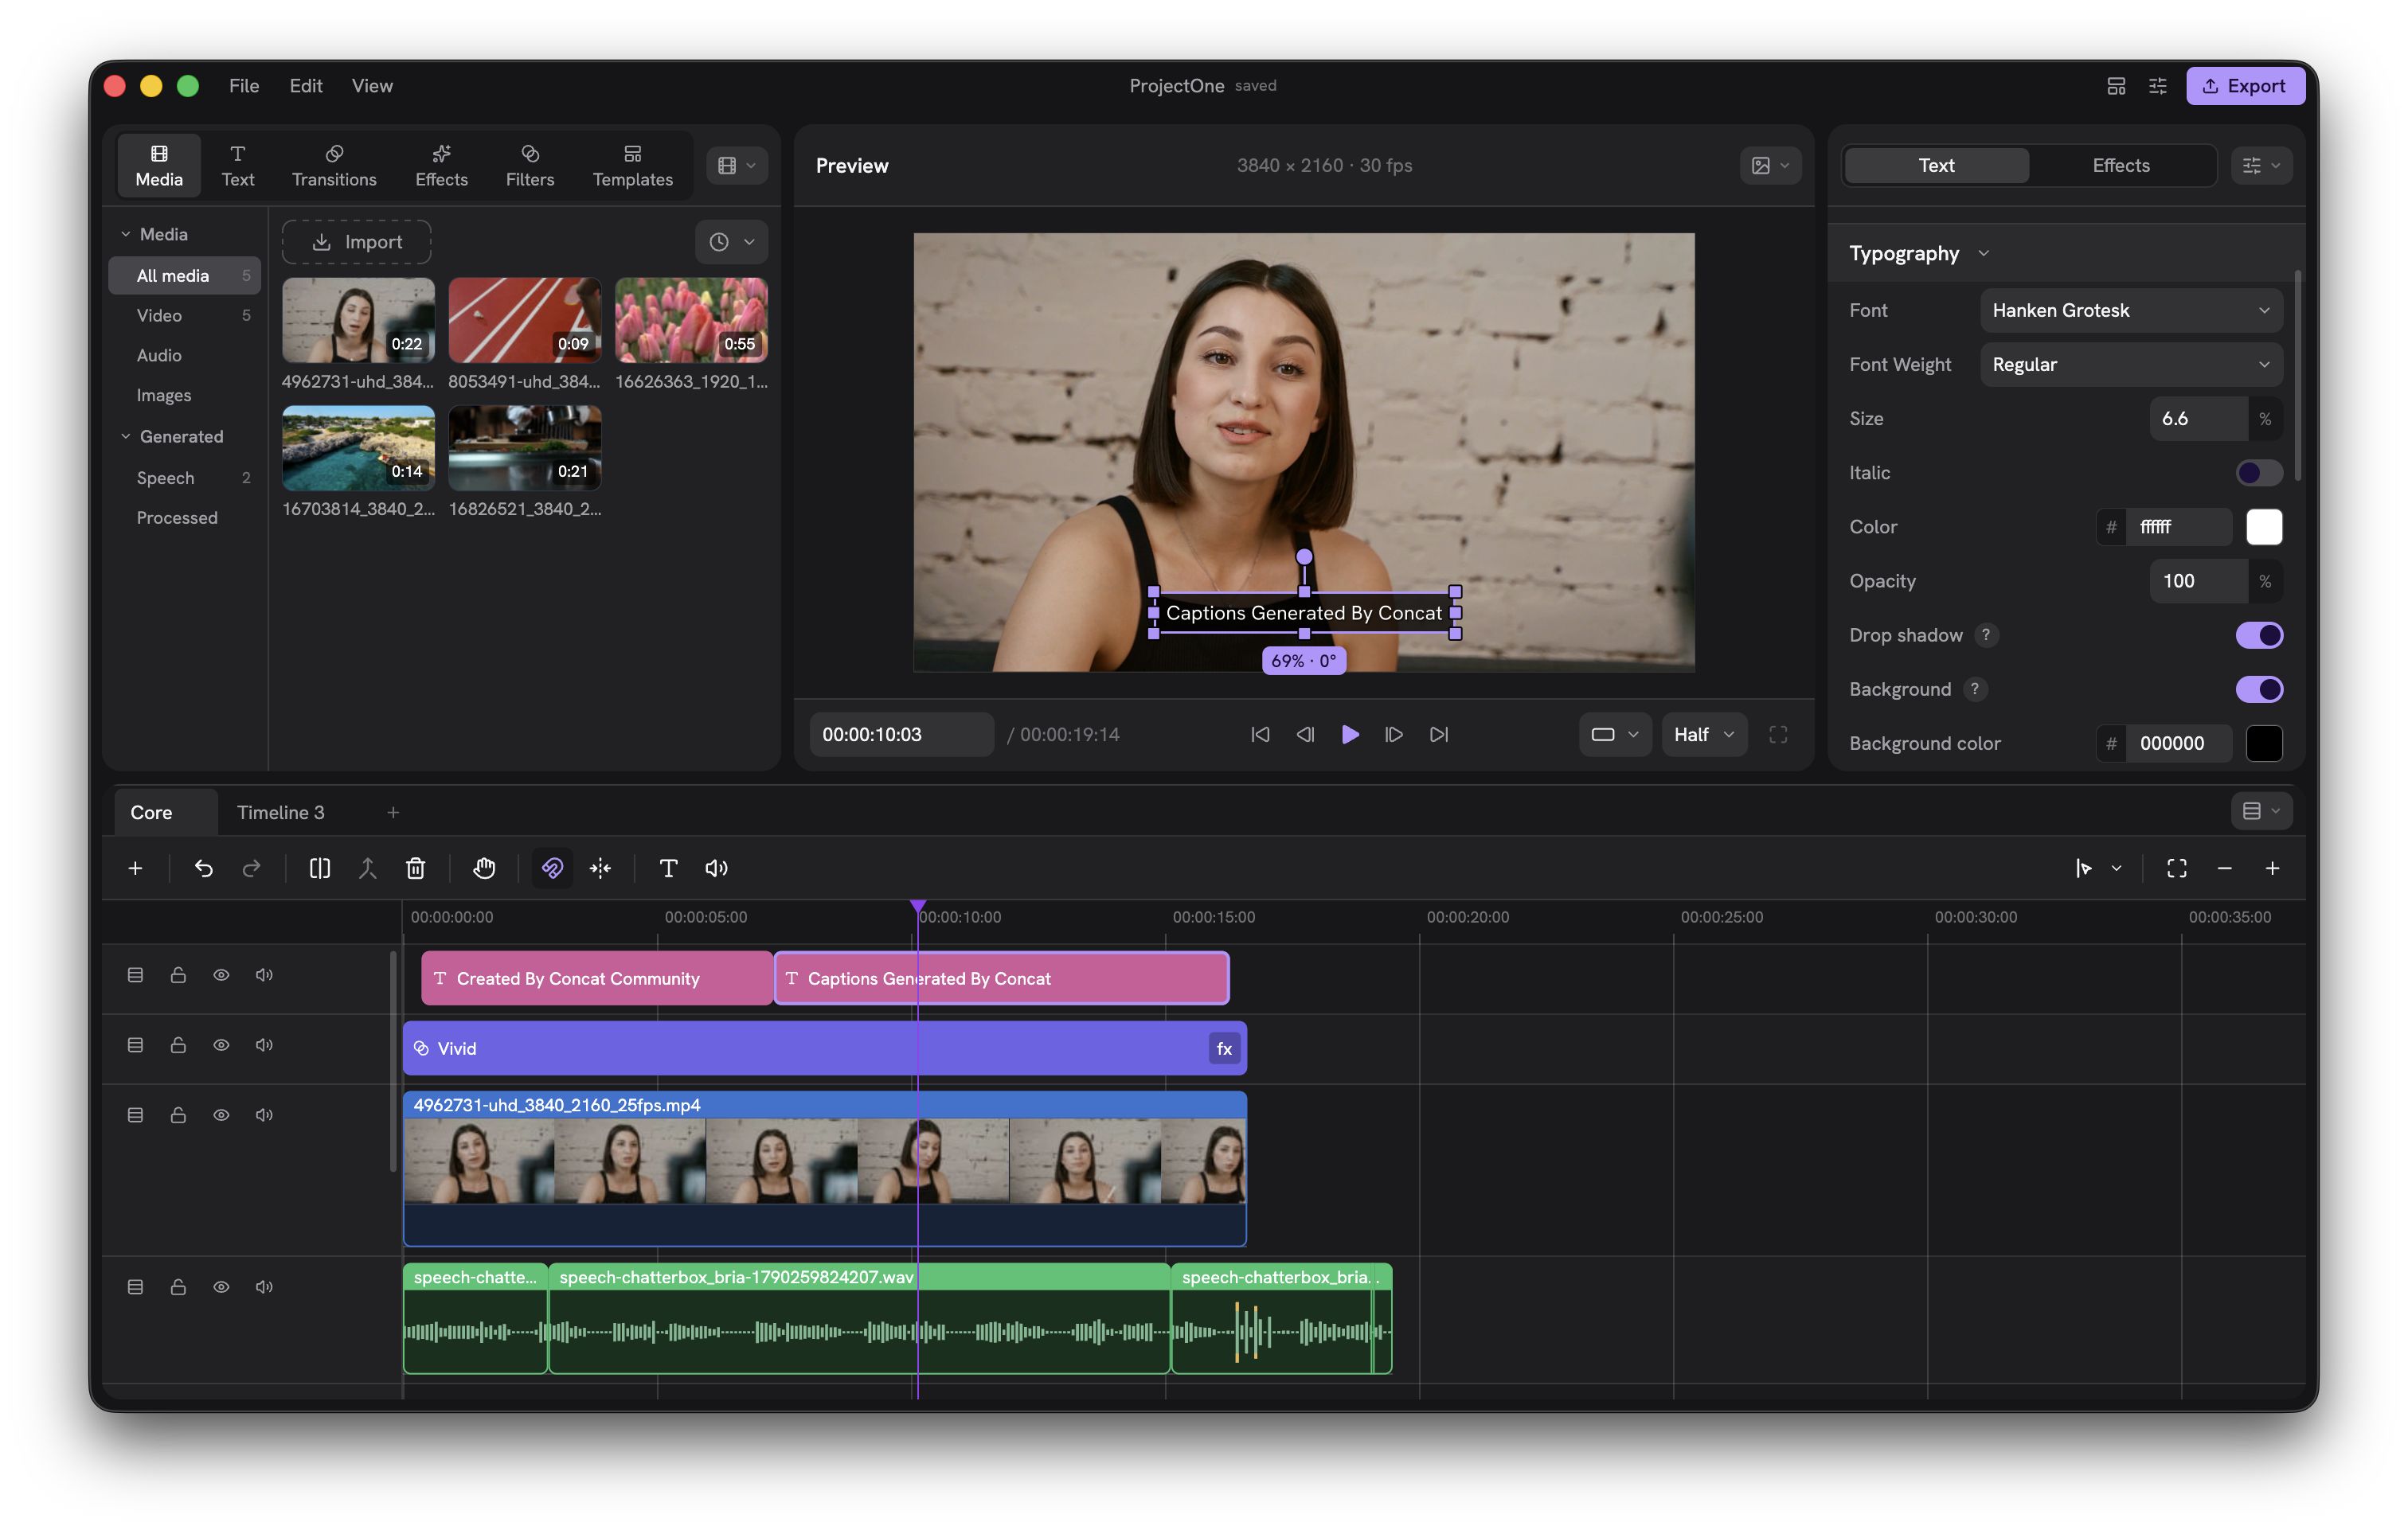 File Edit View
ProjectOne saved
Export
Media Text Transitions Effects Filters Templates
Media
All media 5
Video 5
Audio
Images
Generated
Speech 2
Processed
Import
0:22
0:09
0:55
4962731-uhd_384...
8053491-uhd_384...
16626363_1920_1...
0:14
0:21
16703814_3840_2...
16826521_3840_2...
Preview
3840 × 2160 · 30 fps
Captions Generated By Concat
69% · 0°
00:00:10:03 / 00:00:19:14
Half
Text Effects
Typography
Font Hanken Grotesk
Font Weight Regular
Size 6.6 %
Italic
Color # ffffff
Opacity 100 %
Drop shadow ?
Background ?
Background color # 000000
Core Timeline 3
00:00:00:00 00:00:05:00 00:00:10:00 00:00:15:00 00:00:20:00 00:00:25:00 00:00:30:00 00:00:35:00
T Created By Concat Community
T Captions Generated By Concat
Vivid fx
4962731-uhd_3840_2160_25fps.mp4
speech-chatte...
speech-chatterbox_bria-1790259824207.wav
speech-chatterbox_bria...